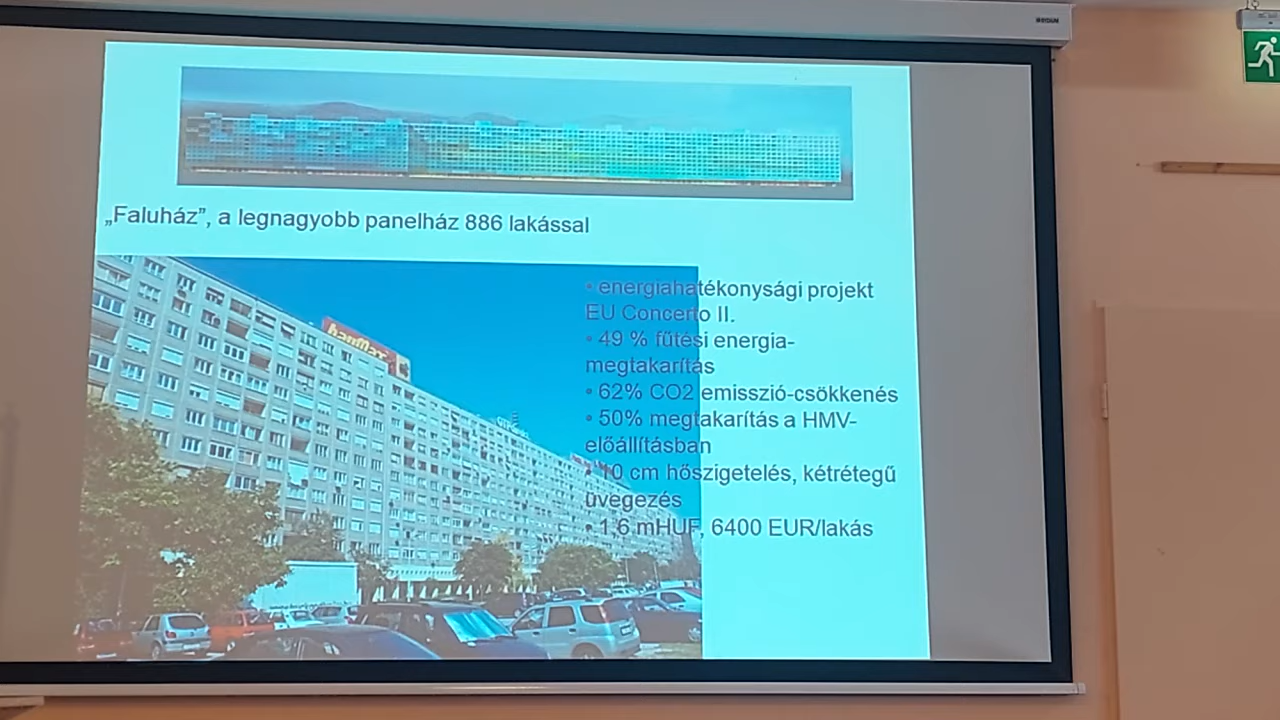 „Faluház”, a legnagyobb panelház 886 lakással
• energiahatékonysági projekt
EU Concerto II.
• 49 % fűtési energia-
megtakarítás
• 62% CO2 emisszió-csökkenés
• 50% megtakarítás a HMV-
előállításban
• 10 cm hőszigetelés, kétrétegű
üvegezés
• 1,6 mHUF, 6400 EUR/lakás
bauMax